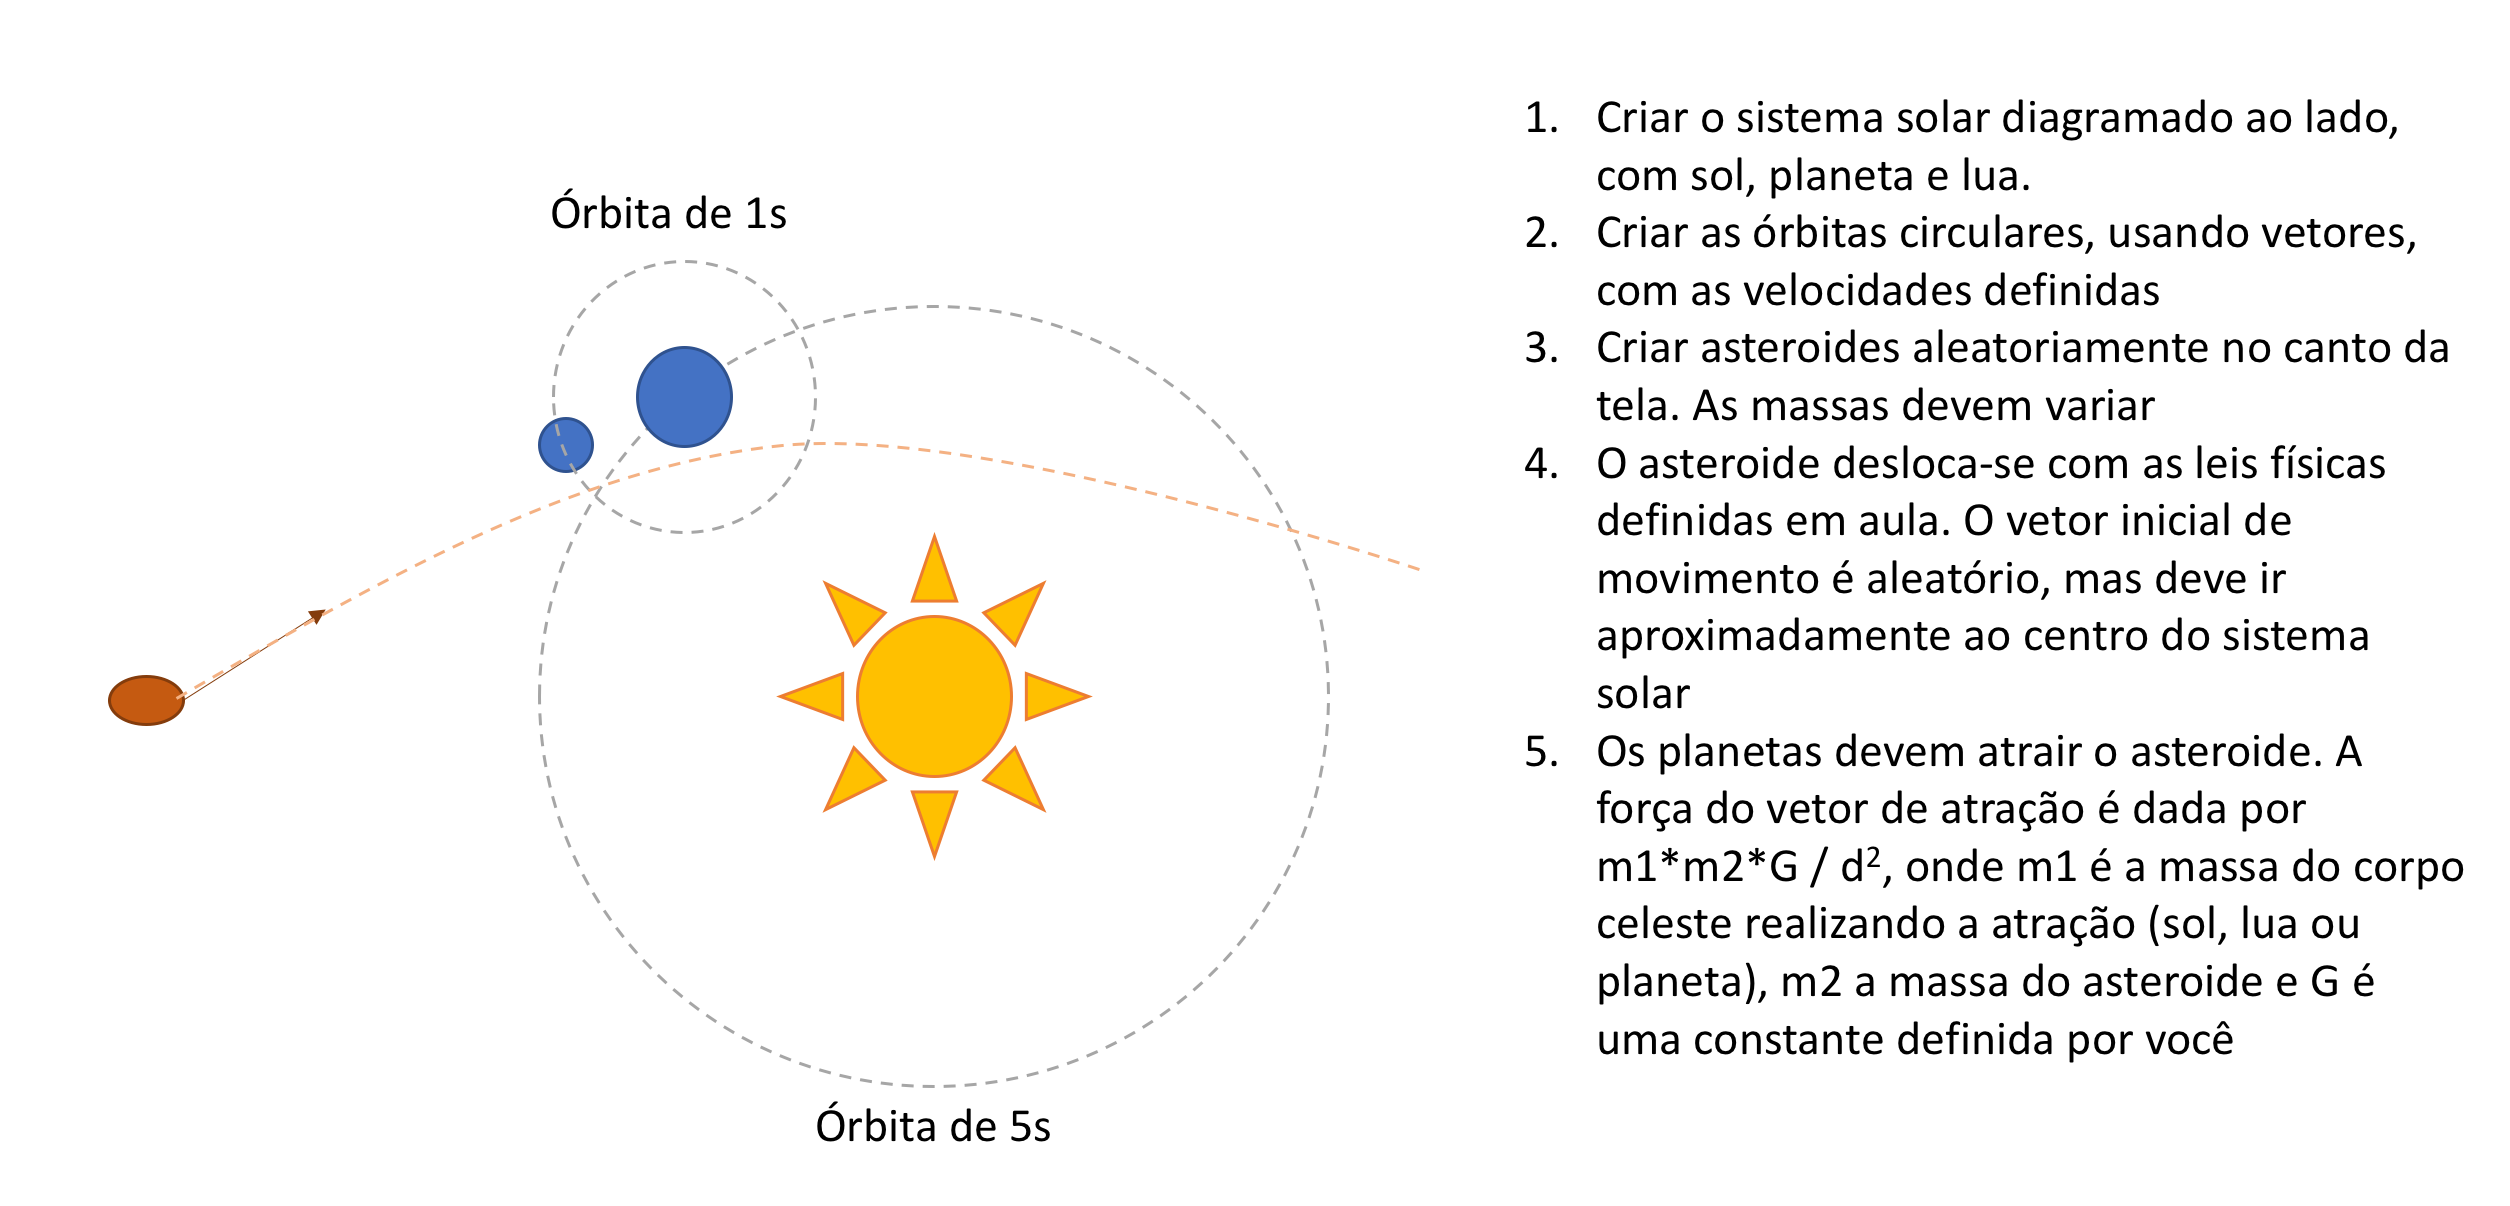 Órbita de 1s
Órbita de 5s
1. Criar o sistema solar diagramado ao lado,
com sol, planeta e lua.
2. Criar as órbitas circulares, usando vetores,
com as velocidades definidas
3. Criar asteroides aleatoriamente no canto da
tela. As massas devem variar
4. O asteroide desloca-se com as leis físicas
definidas em aula. O vetor inicial de
movimento é aleatório, mas deve ir
aproximadamente ao centro do sistema
solar
5. Os planetas devem atrair o asteroide. A
força do vetor de atração é dada por
m1*m2*G / d², onde m1 é a massa do corpo
celeste realizando a atração (sol, lua ou
planeta), m2 a massa do asteroide e G é
uma constante definida por você